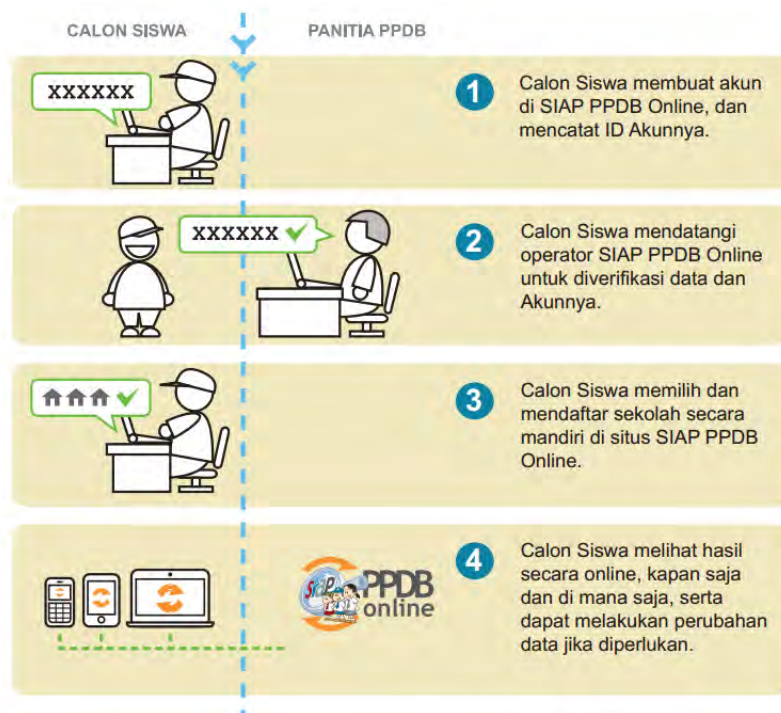 CALON SISWA
PANITIA PPDB
XXXXXX
1
Calon Siswa membuat akun
di SIAP PPDB Online, dan
mencatat ID Akunnya.
XXXXXX
2
Calon Siswa mendatangi
operator SIAP PPDB Online
untuk diverifikasi data dan
Akunnya.
3
Calon Siswa memilih dan
mendaftar sekolah secara
mandiri di situs SIAP PPDB
Online.
SIAP PPDB
online
4
Calon Siswa melihat hasil
secara online, kapan saja
dan di mana saja, serta
dapat melakukan perubahan
data jika diperlukan.